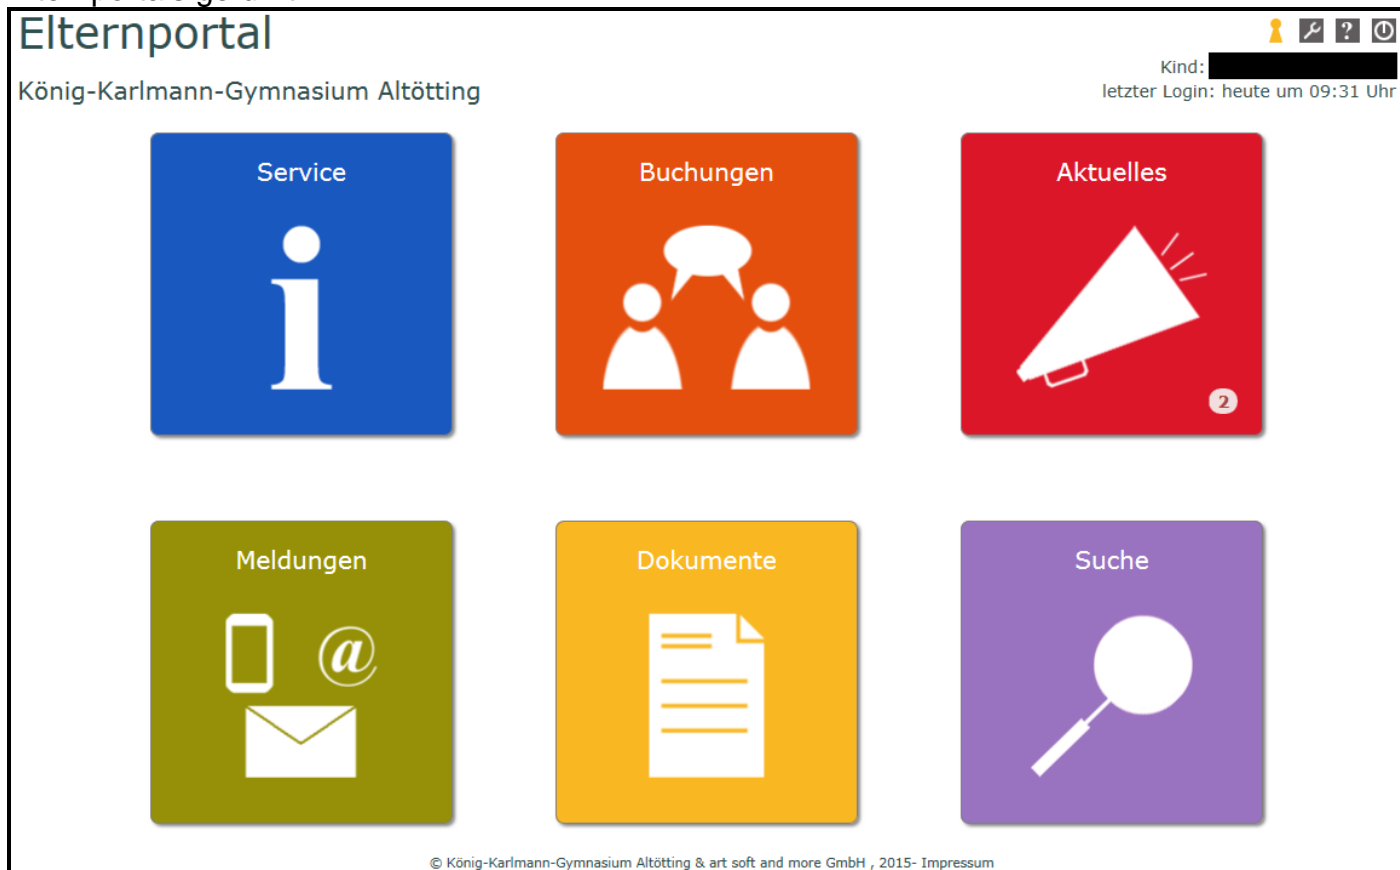 Elternportal
König-Karlmann-Gymnasium Altötting
?
Kind:
letzter Login: heute um 09:31 Uhr
Service
Buchungen
Aktuelles
2
Meldungen
Dokumente
Suche
@
© König-Karlmann-Gymnasium Altötting & art soft and more GmbH , 2015- Impressum